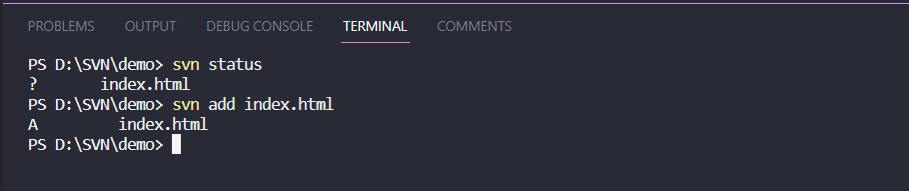 PROBLEMS OUTPUT DEBUG CONSOLE TERMINAL COMMENTS
PS D:\SVN\demo> svn status
?       index.html
PS D:\SVN\demo> svn add index.html
A         index.html
PS D:\SVN\demo>